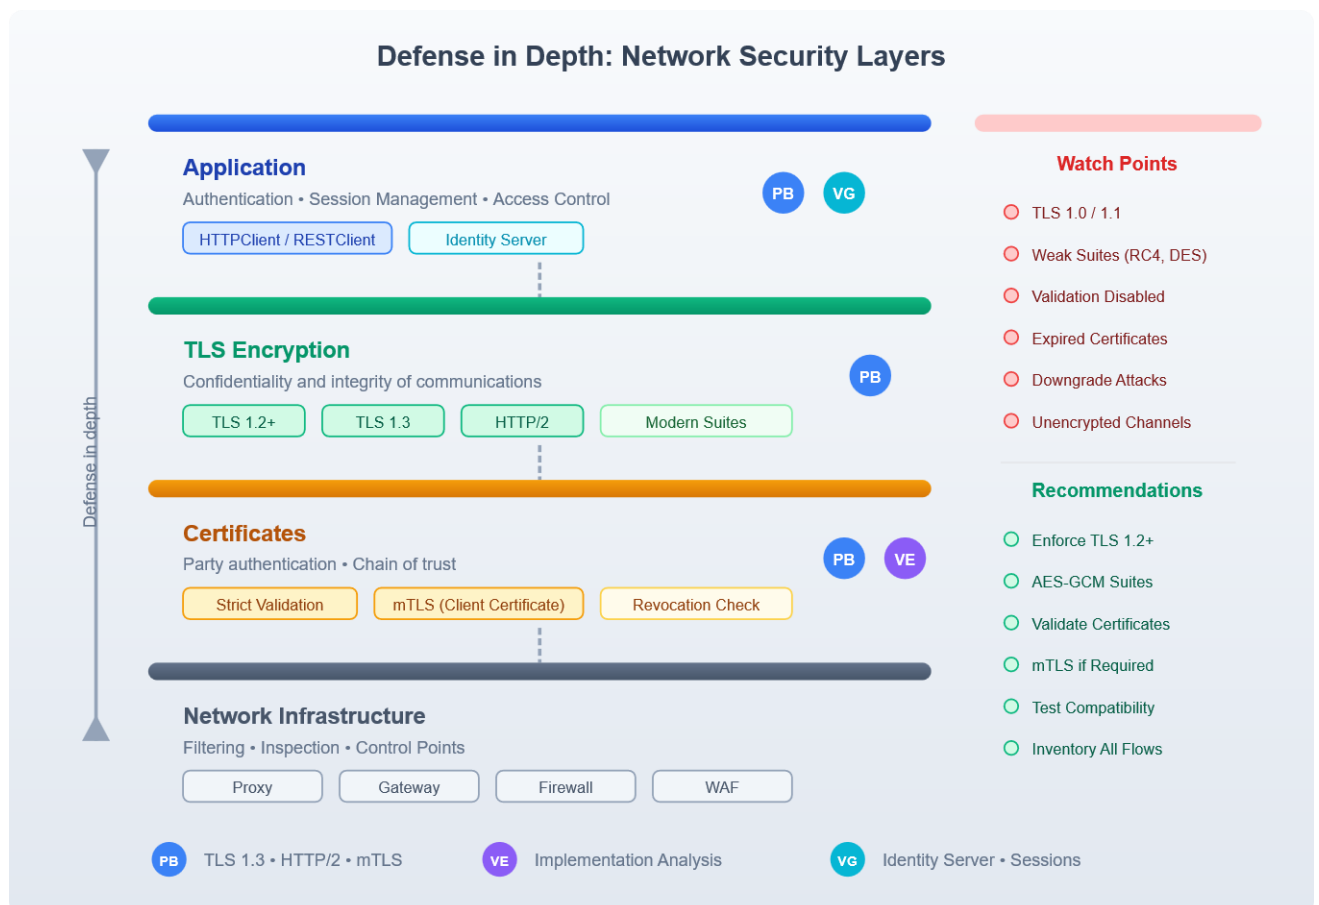 Defense in Depth: Network Security Layers
Defense in depth
Application
Authentication • Session Management • Access Control
PB
VG
HTTPClient / RESTClient
Identity Server
TLS Encryption
Confidentiality and integrity of communications
PB
TLS 1.2+
TLS 1.3
HTTP/2
Modern Suites
Certificates
Party authentication • Chain of trust
PB
VE
Strict Validation
mTLS (Client Certificate)
Revocation Check
Network Infrastructure
Filtering • Inspection • Control Points
Proxy
Gateway
Firewall
WAF
Watch Points
TLS 1.0 / 1.1
Weak Suites (RC4, DES)
Validation Disabled
Expired Certificates
Downgrade Attacks
Unencrypted Channels
Recommendations
Enforce TLS 1.2+
AES-GCM Suites
Validate Certificates
mTLS if Required
Test Compatibility
Inventory All Flows
PB
TLS 1.3 • HTTP/2 • mTLS
VE
Implementation Analysis
VG
Identity Server • Sessions